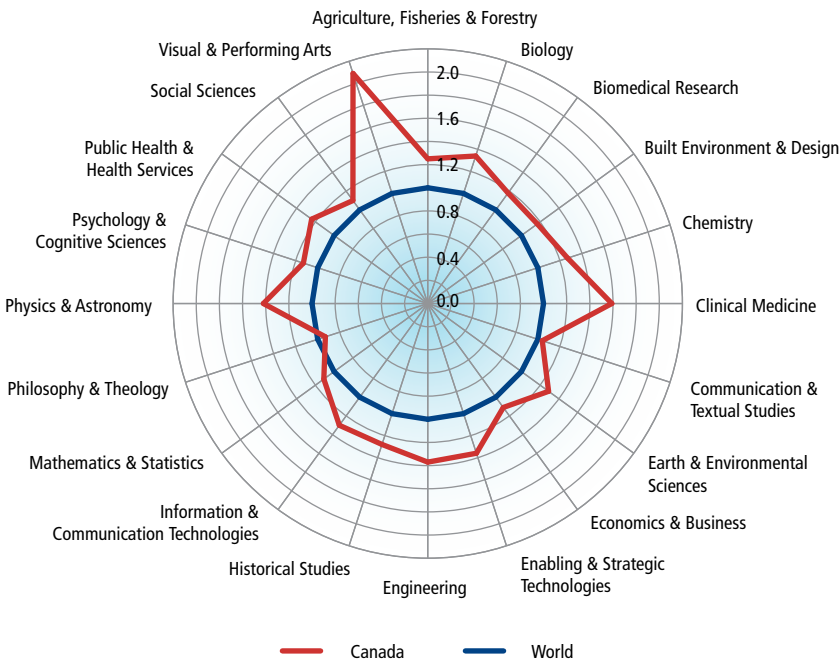 Agriculture, Fisheries & Forestry
Visual & Performing Arts
Biology
Social Sciences
Biomedical Research
Public Health &
Health Services
Built Environment & Design
Psychology &
Cognitive Sciences
Chemistry
Physics & Astronomy
Clinical Medicine
Philosophy & Theology
Communication &
Textual Studies
Mathematics & Statistics
Earth & Environmental
Sciences
Information &
Communication Technologies
Economics & Business
Historical Studies
Enabling & Strategic
Technologies
Engineering
2.0
1.6
1.2
0.8
0.4
0.0
Canada
World